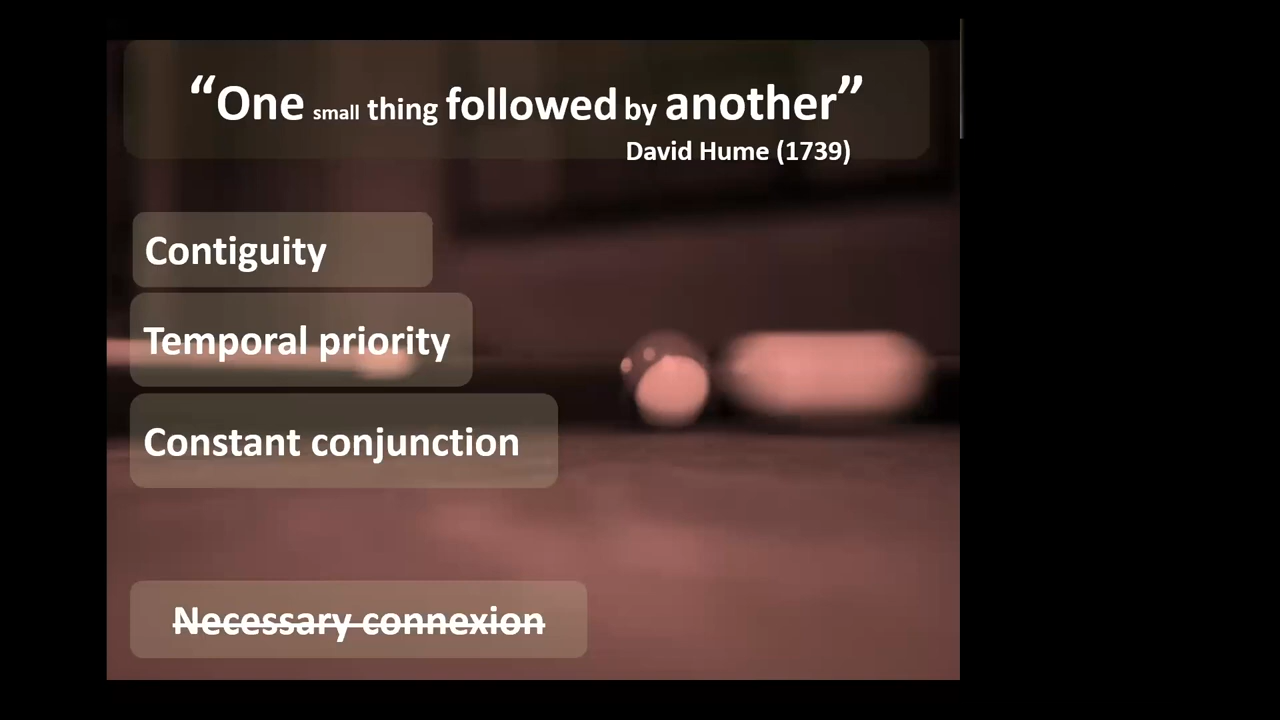 “One small thing followed by another”
David Hume (1739)
Contiguity
Temporal priority
Constant conjunction
Necessary connexion